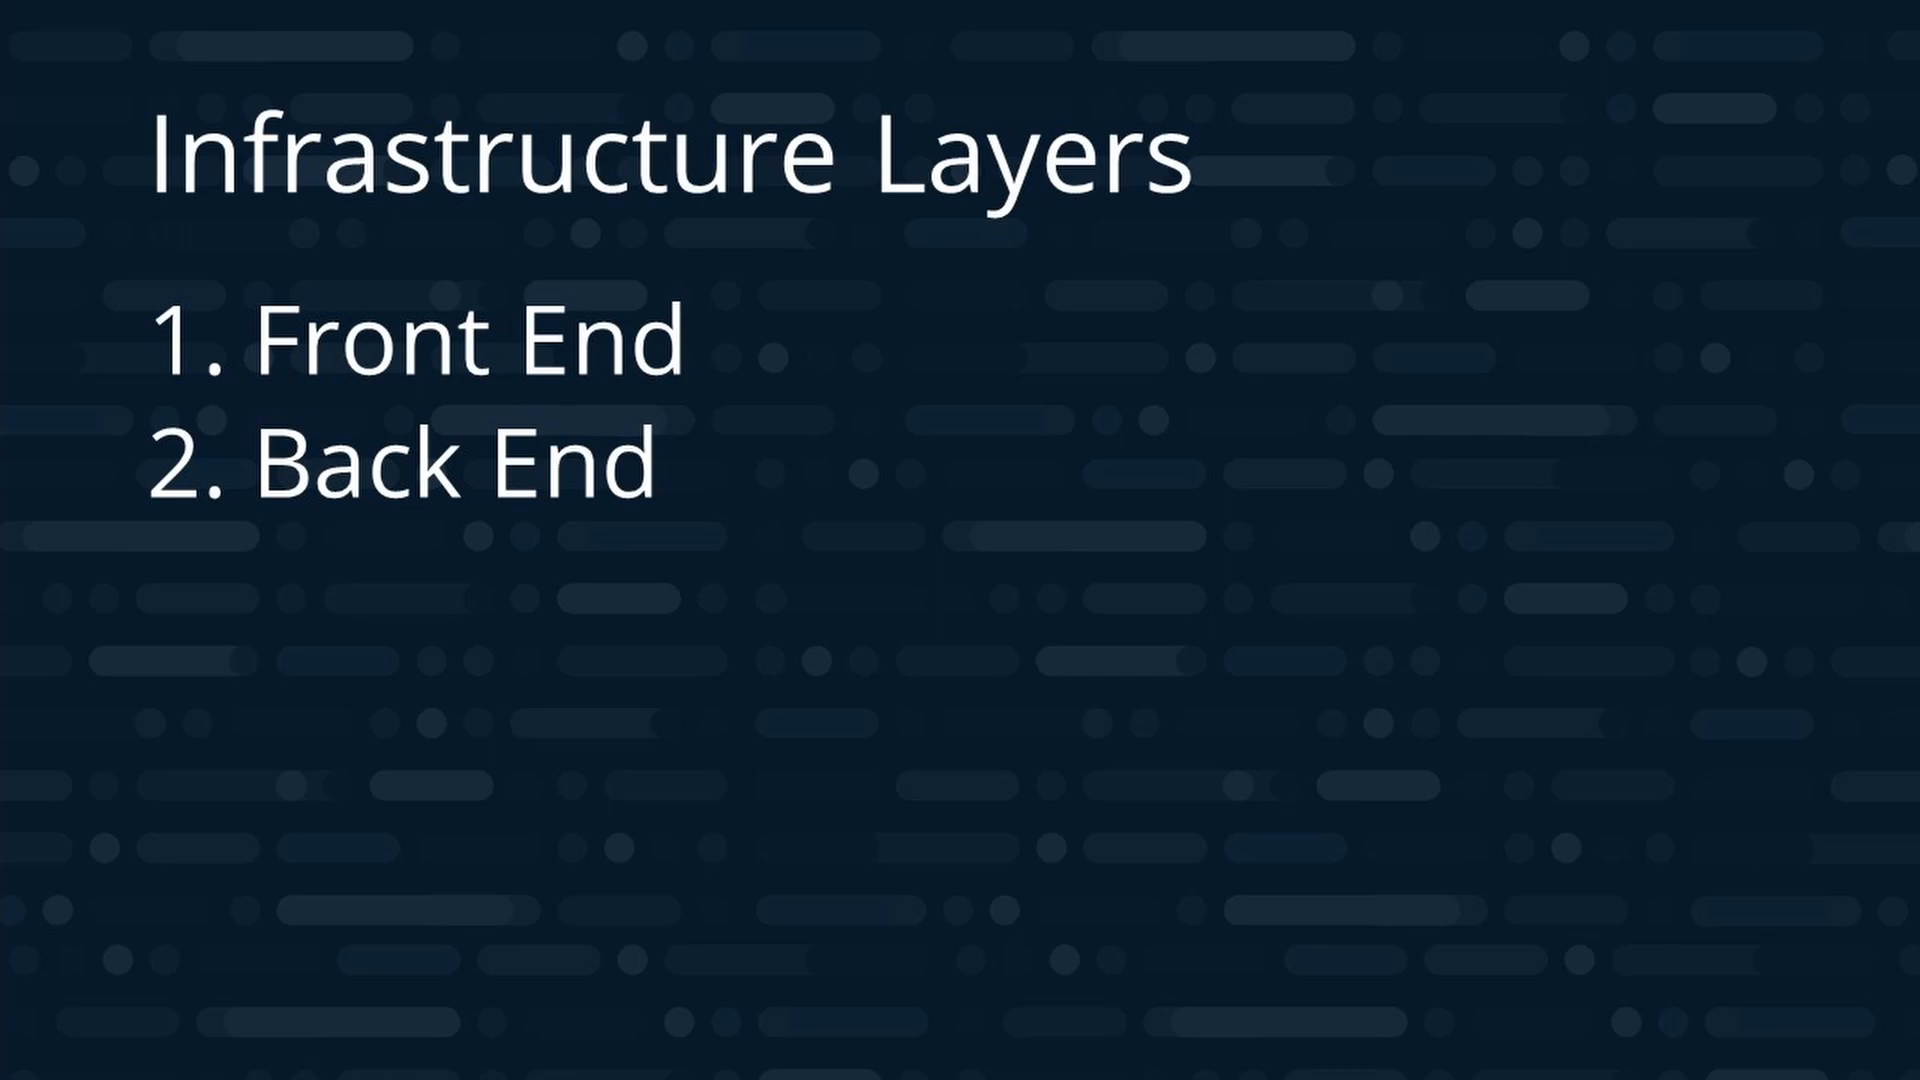 Infrastructure Layers
1. Front End
2. Back End